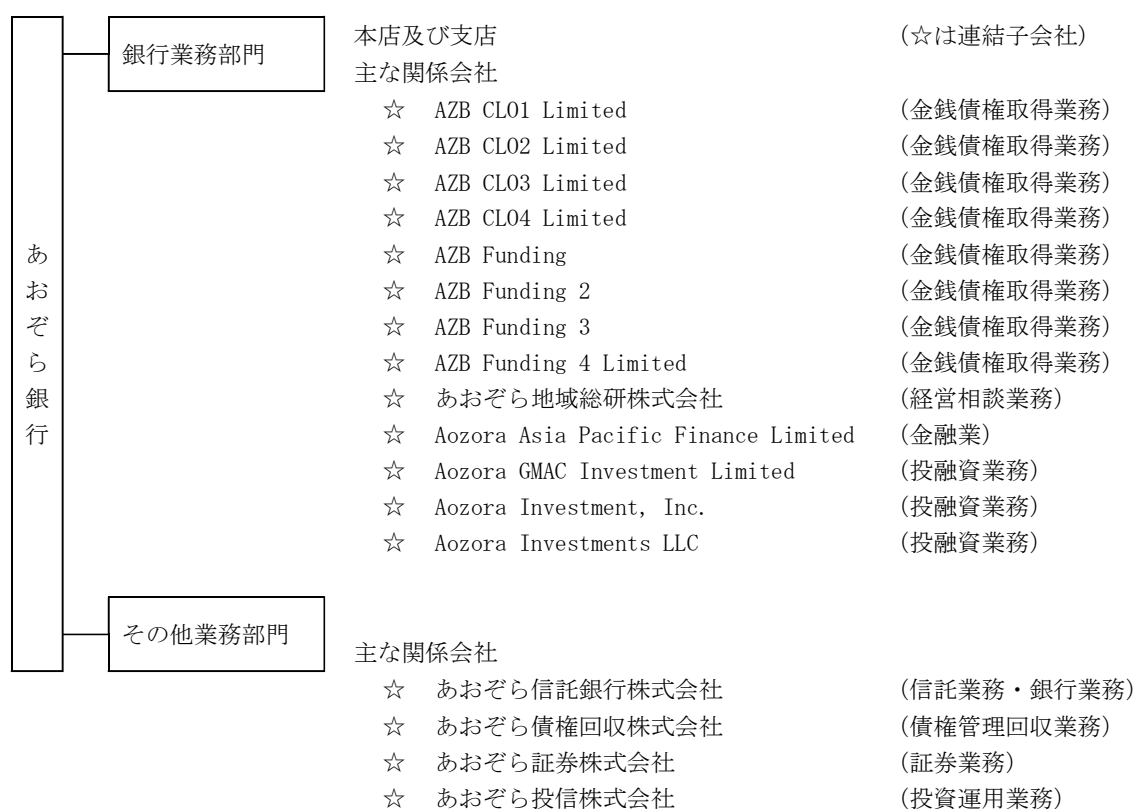 あおぞら銀行
銀行業務部門
本店及び支店 (☆は連結子会社)
主な関係会社
☆ AZB CLO1 Limited (金銭債権取得業務)
☆ AZB CLO2 Limited (金銭債権取得業務)
☆ AZB CLO3 Limited (金銭債権取得業務)
☆ AZB CLO4 Limited (金銭債権取得業務)
☆ AZB Funding (金銭債権取得業務)
☆ AZB Funding 2 (金銭債権取得業務)
☆ AZB Funding 3 (金銭債権取得業務)
☆ AZB Funding 4 Limited (金銭債権取得業務)
☆ あおぞら地域総研株式会社 (経営相談業務)
☆ Aozora Asia Pacific Finance Limited (金融業)
☆ Aozora GMAC Investment Limited (投融資業務)
☆ Aozora Investment, Inc. (投融資業務)
☆ Aozora Investments LLC (投融資業務)
その他業務部門
主な関係会社
☆ あおぞら信託銀行株式会社 (信託業務・銀行業務)
☆ あおぞら債権回収株式会社 (債権管理回収業務)
☆ あおぞら証券株式会社 (証券業務)
☆ あおぞら投信株式会社 (投資運用業務)